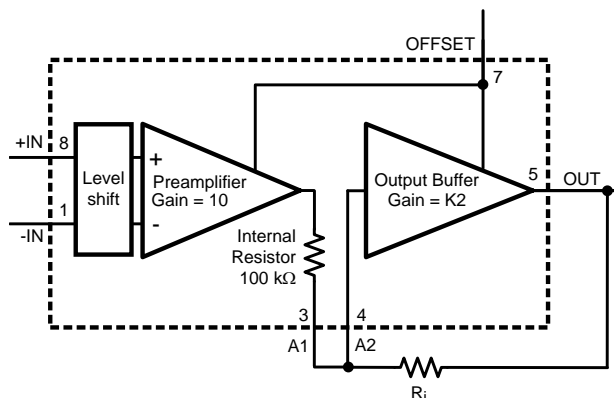 OFFSET
7
+IN
8
Level
shift
+
-
Preamplifier
Gain = 10
Output Buffer
Gain = K2
5
OUT
1
-IN
Internal
Resistor
100 kΩ
3
4
A1
A2
Ri